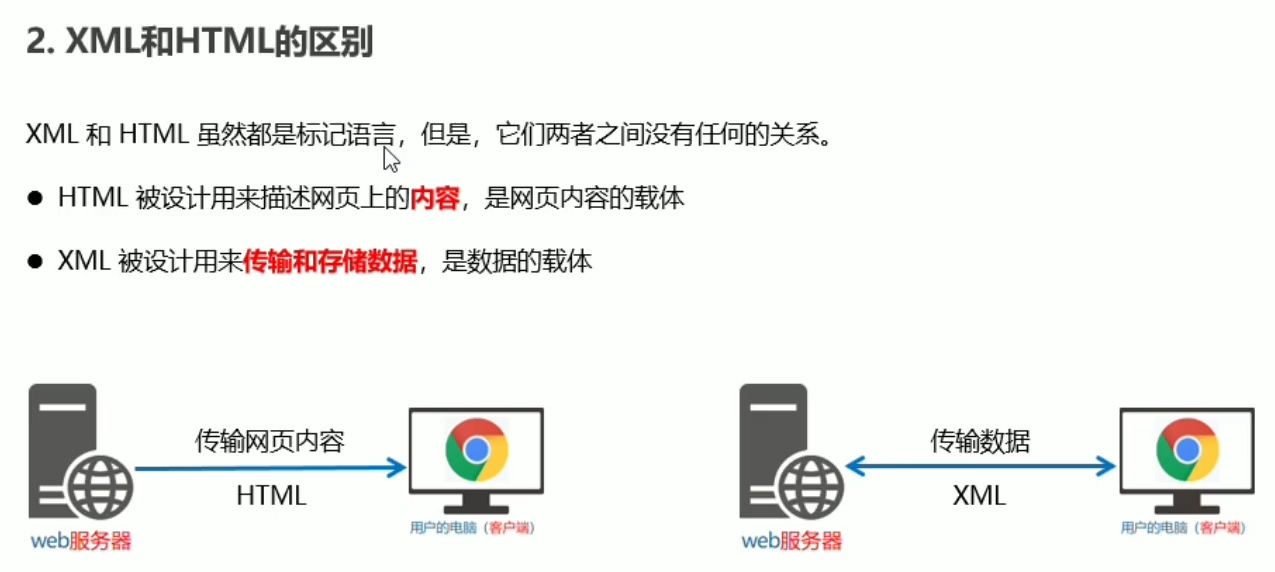 2. XML和HTML的区别
XML 和 HTML 虽然都是标记语言，但是，它们两者之间没有任何的关系。
● HTML 被设计用来描述网页上的内容，是网页内容的载体
● XML 被设计用来传输和存储数据，是数据的载体
传输网页内容
HTML
web服务器
用户的电脑（客户端）
传输数据
XML
web服务器
用户的电脑（客户端）